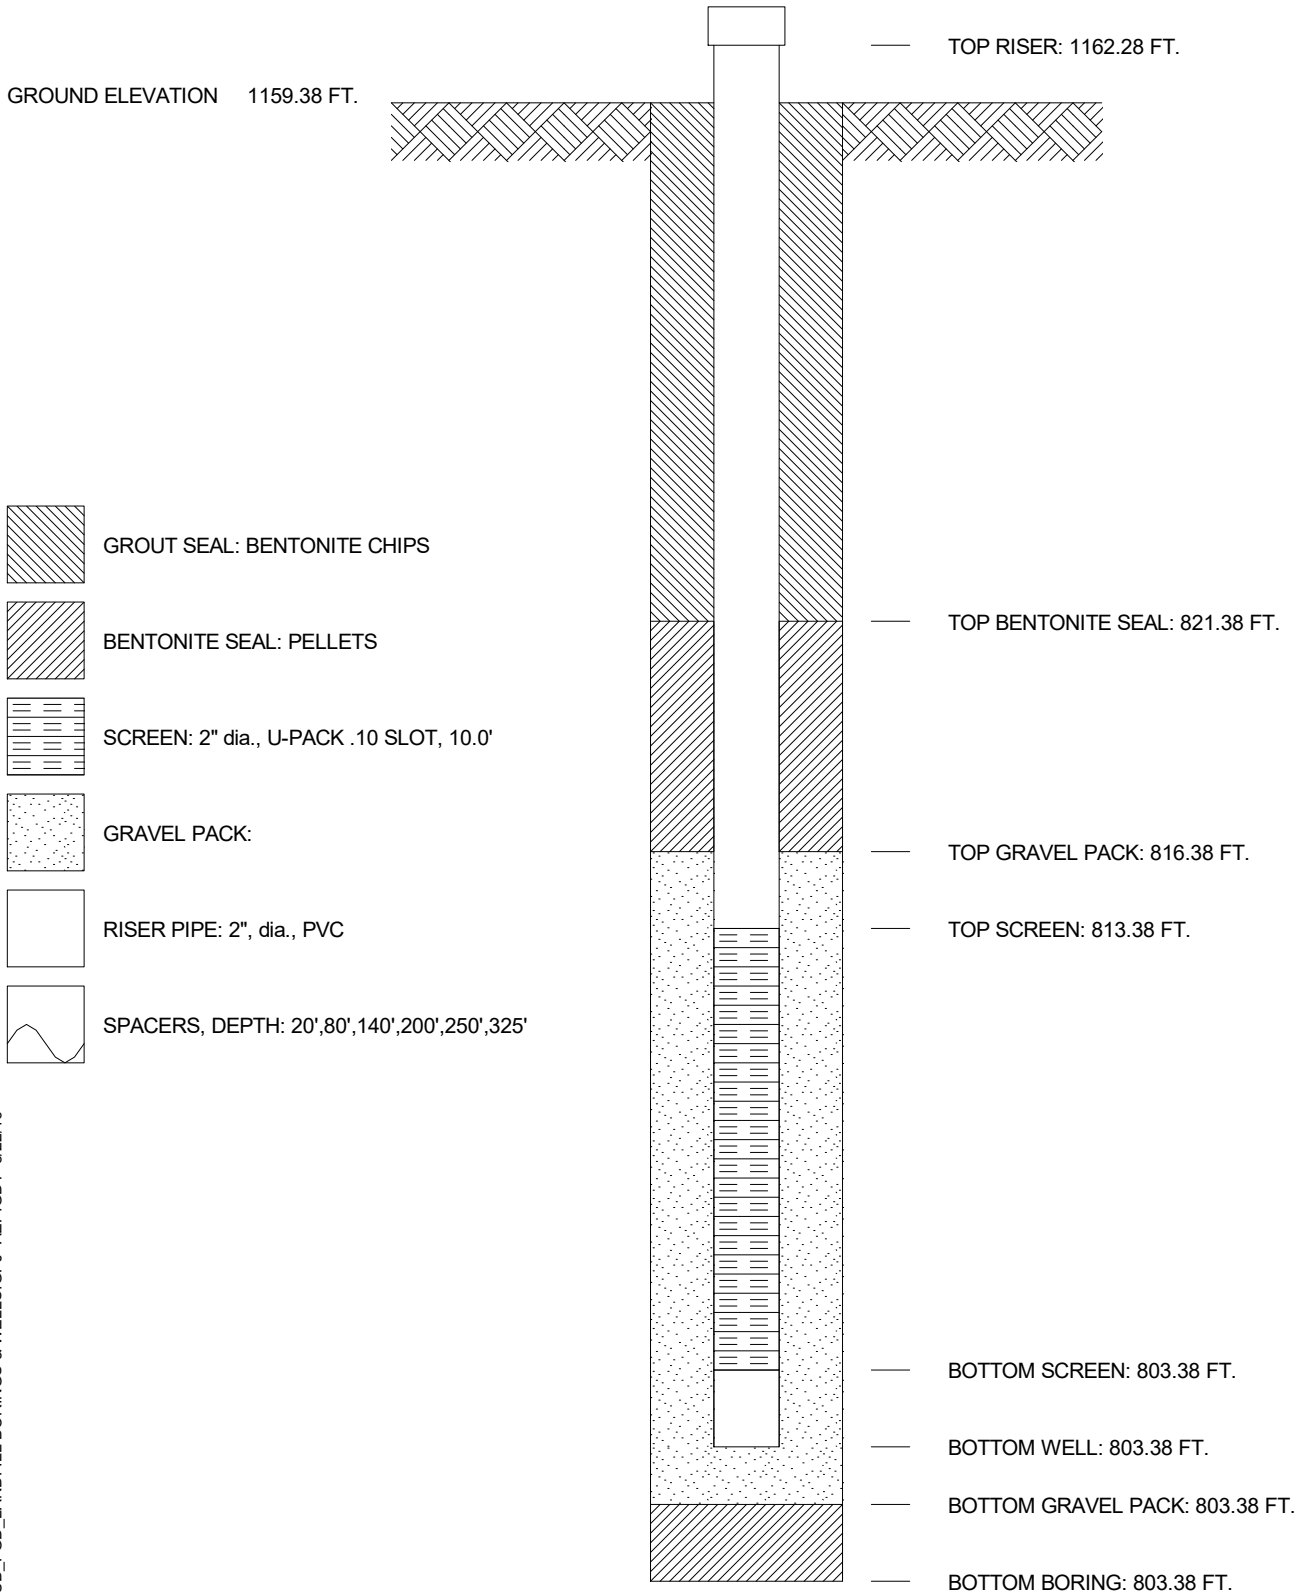 TOP RISER: 1162.28 FT.
GROUND ELEVATION 1159.38 FT.
GROUT SEAL: BENTONITE CHIPS
BENTONITE SEAL: PELLETS
SCREEN: 2" dia., U-PACK .10 SLOT, 10.0'
GRAVEL PACK:
RISER PIPE: 2", dia., PVC
SPACERS, DEPTH: 20',80',140',200',250',325'
TOP BENTONITE SEAL: 821.38 FT.
TOP GRAVEL PACK: 816.38 FT.
TOP SCREEN: 813.38 FT.
BOTTOM SCREEN: 803.38 FT.
BOTTOM WELL: 803.38 FT.
BOTTOM GRAVEL PACK: 803.38 FT.
BOTTOM BORING: 803.38 FT.